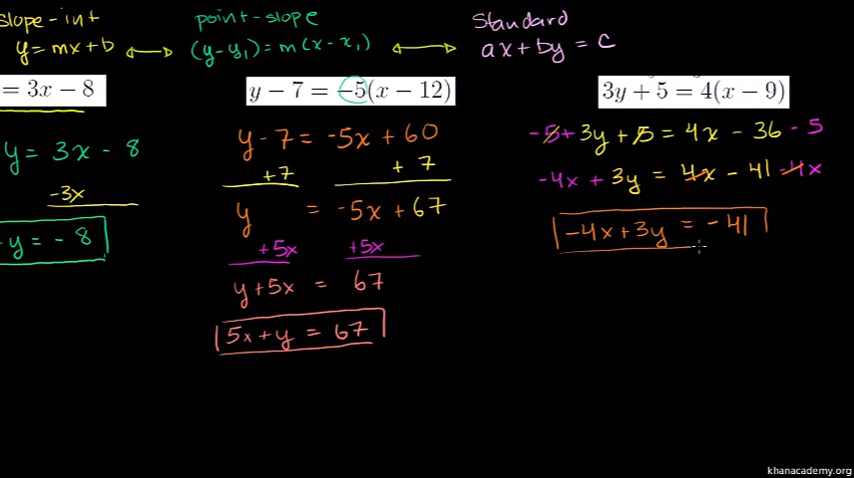 slope-int
y = mx + b
point-slope
(y - y₁) = m(x - x₁)
Standard
ax + by = c
= 3x - 8
y = 3x - 8
-3x
-y = -8
y - 7 = -5(x - 12)
y - 7 = -5x + 60
+7 + 7
y = -5x + 67
+5x +5x
y + 5x = 67
5x + y = 67
3y + 5 = 4(x - 9)
-5 + 3y + 5 = 4x - 36 - 5
-4x + 3y = 4x - 41 - 4x
-4x + 3y = -41
khanacademy.org